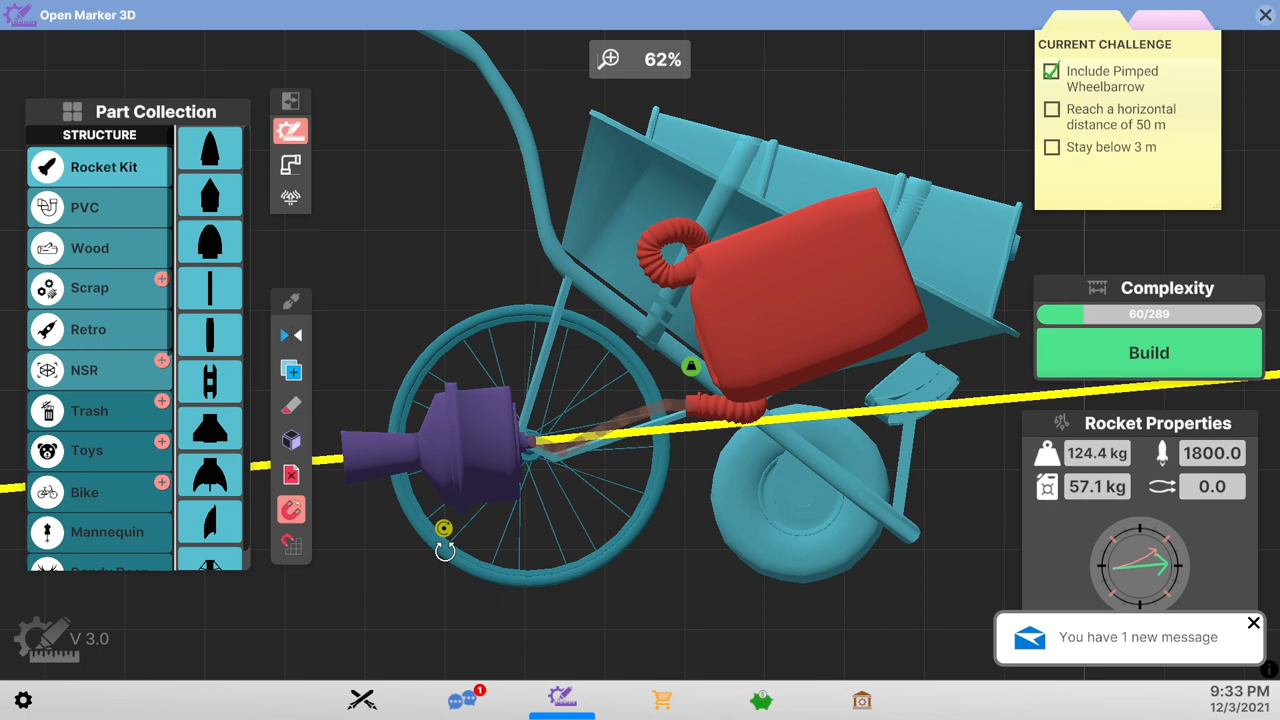 Open Marker 3D
62%
CURRENT CHALLENGE
Include Pimped
Wheelbarrow
Reach a horizontal
distance of 50 m
Stay below 3 m
Part Collection
STRUCTURE
Rocket Kit
PVC
Wood
Scrap
Retro
NSR
Trash
Toys
Bike
Mannequin
Complexity
60/289
Build
Rocket Properties
124.4 kg
1800.0
57.1 kg
0.0
You have 1 new message
V 3.0
1
9:33 PM
12/3/2021